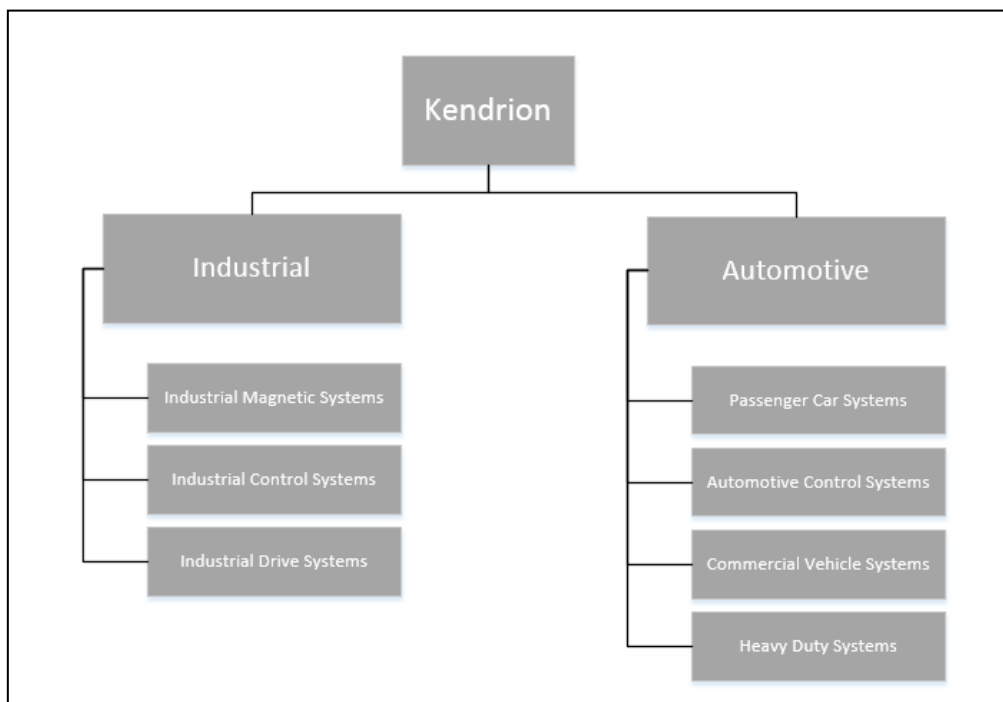 Kendrion
Industrial
Industrial Magnetic Systems
Industrial Control Systems
Industrial Drive Systems
Automotive
Passenger Car Systems
Automotive Control Systems
Commercial Vehicle Systems
Heavy Duty Systems